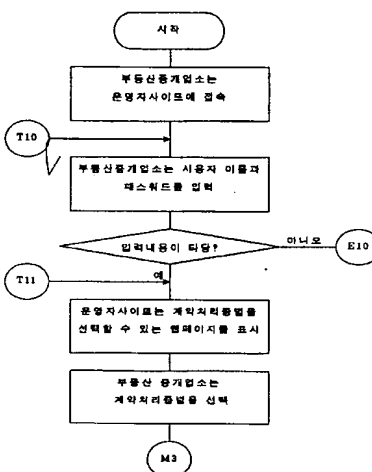 시작
부동산중개업소는
운영자사이트에 접속
T10
부동산중개업소는 사용자 이름과
패스워드를 입력
입력내용이 타당?
아니오
E10
예
T11
운영자사이트는 계약처리종별을
선택할 수 있는 웹페이지를 표시
부동산 중개업소는
계약처리종별을 선택
M3